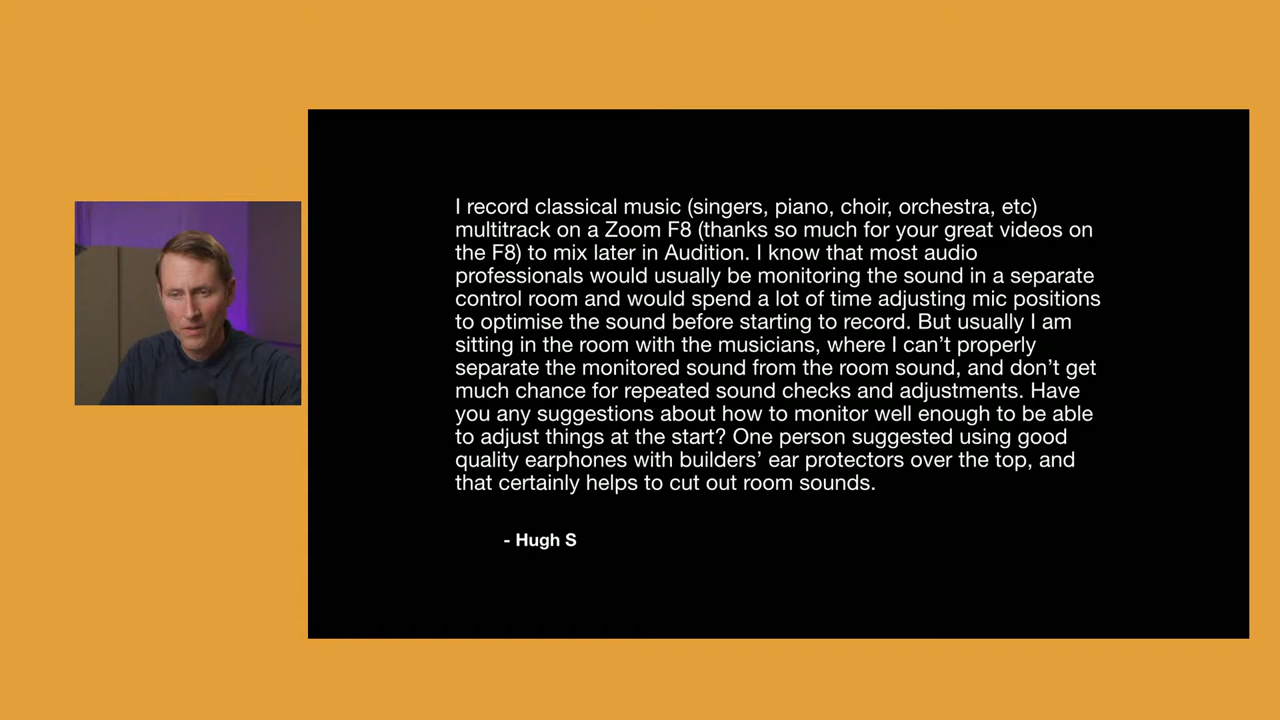 I record classical music (singers, piano, choir, orchestra, etc)
multitrack on a Zoom F8 (thanks so much for your great videos on
the F8) to mix later in Audition. I know that most audio
professionals would usually be monitoring the sound in a separate
control room and would spend a lot of time adjusting mic positions
to optimise the sound before starting to record. But usually I am
sitting in the room with the musicians, where I can’t properly
separate the monitored sound from the room sound, and don’t get
much chance for repeated sound checks and adjustments. Have
you any suggestions about how to monitor well enough to be able
to adjust things at the start? One person suggested using good
quality earphones with builders’ ear protectors over the top, and
that certainly helps to cut out room sounds.
- Hugh S